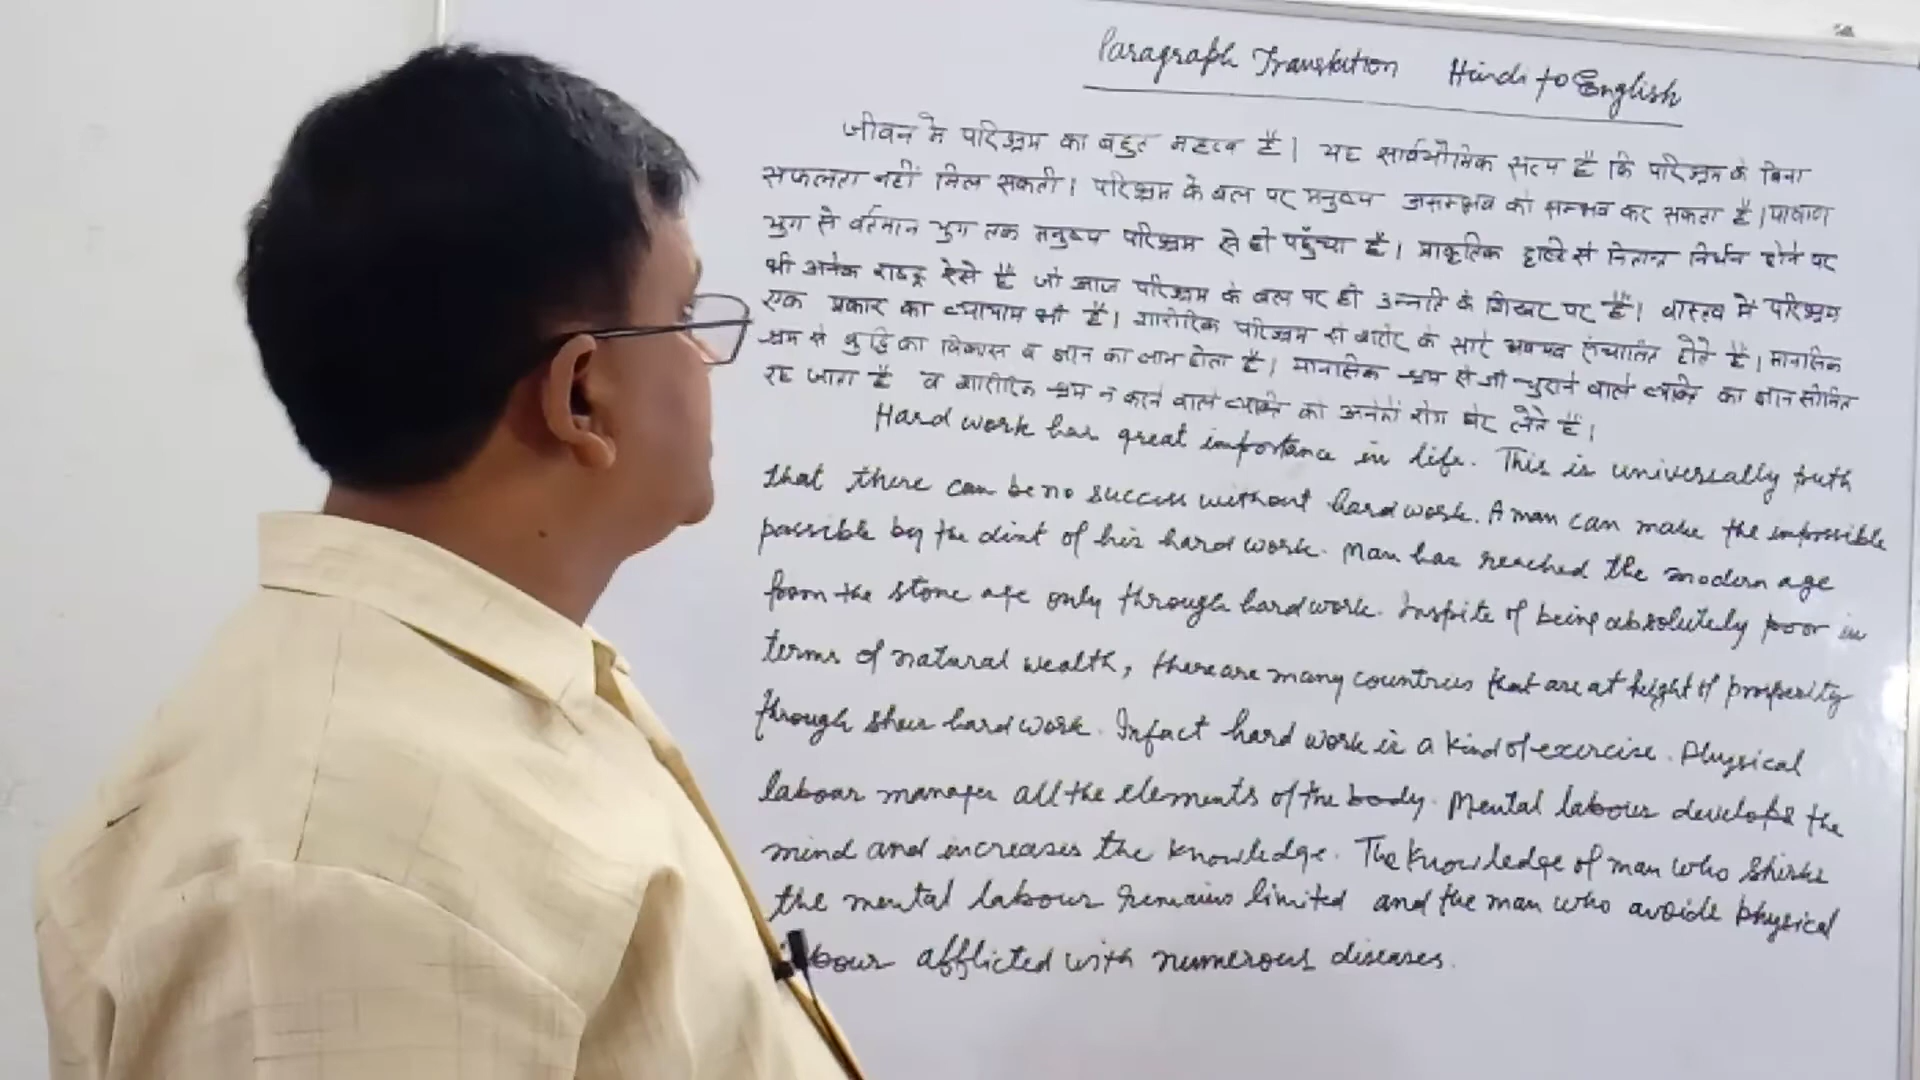 Paragraph Translation Hindi to English
जीवन मे परिश्रम का बहुत महत्व है। यह सार्वभौमिक सत्य है कि परिश्रम के बिना
सफलता नहीं मिल सकती। परिश्रम के बल पर मनुष्य असम्भव को सम्भव कर सकता है। पाषाण
युग से वर्तमान युग तक मनुष्य परिश्रम से ही पहुँचा है। प्राकृतिक दृष्टि से नितान्त निर्धन होने पर
भी अनेक राष्ट्र ऐसे हैं जो आज परिश्रम के बल पर ही उन्नति के शिखर पर हैं। वास्तव में परिश्रम
एक प्रकार का व्यायाम भी है। शारीरिक परिश्रम से शरीर के सारे अवयव संचालित होते हैं। मानसिक
श्रम से बुद्धि का विकास व ज्ञान का लाभ होता है। मानसिक श्रम से जी चुराने वाले व्यक्ति का ज्ञान सीमित
रह जाता है व शारीरिक श्रम न करने वाले व्यक्ति को अनेकों रोग घेर लेते हैं।
Hard work has great importance in life. This is universally truth
that there can be no success without hard work. A man can make the impossible
possible by the dint of his hard work. Man has reached the modern age
from the stone age only through hard work. Inspite of being absolutely poor in
terms of natural wealth, there are many countries that are at height of prosperity
through sheer hard work. Infact hard work is a kind of exercise. Physical
labour manages all the elements of the body. Mental labour develops the
mind and increases the knowledge. The knowledge of man who shirks
the mental labour remains limited and the man who avoids physical
labour afflicted with numerous diseases.